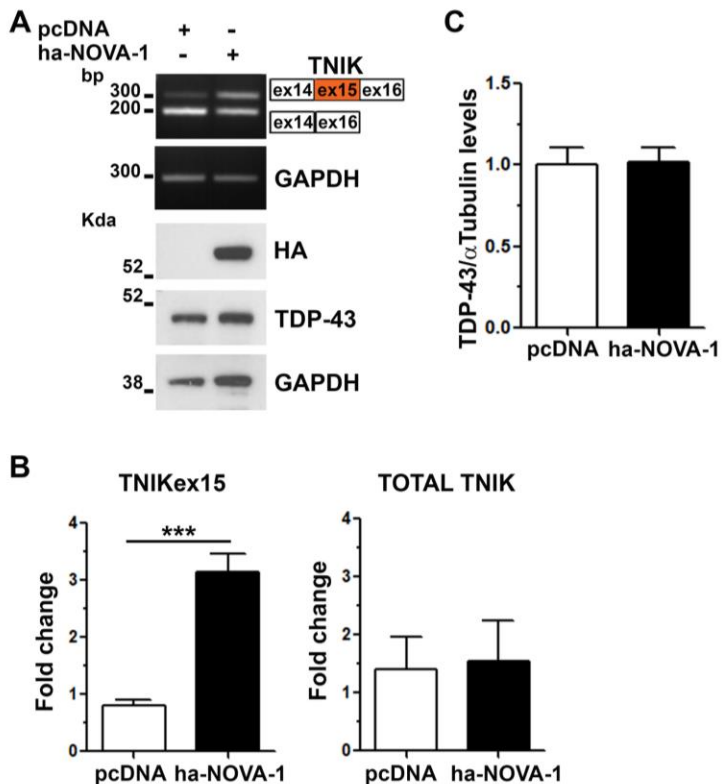 A
pcDNA + -
ha-NOVA-1 - +
bp
TNIK
300
ex14 ex15 ex16
200
ex14 ex16
300
GAPDH
Kda
HA
52
52
TDP-43
38
GAPDH
C
TDP-43/αTubulin levels
1.5
1.0
0.5
0.0
pcDNA ha-NOVA-1
B
TNIKex15
Fold change
4
3
2
1
0
***
pcDNA ha-NOVA-1
TOTAL TNIK
Fold change
4
3
2
1
0
pcDNA ha-NOVA-1